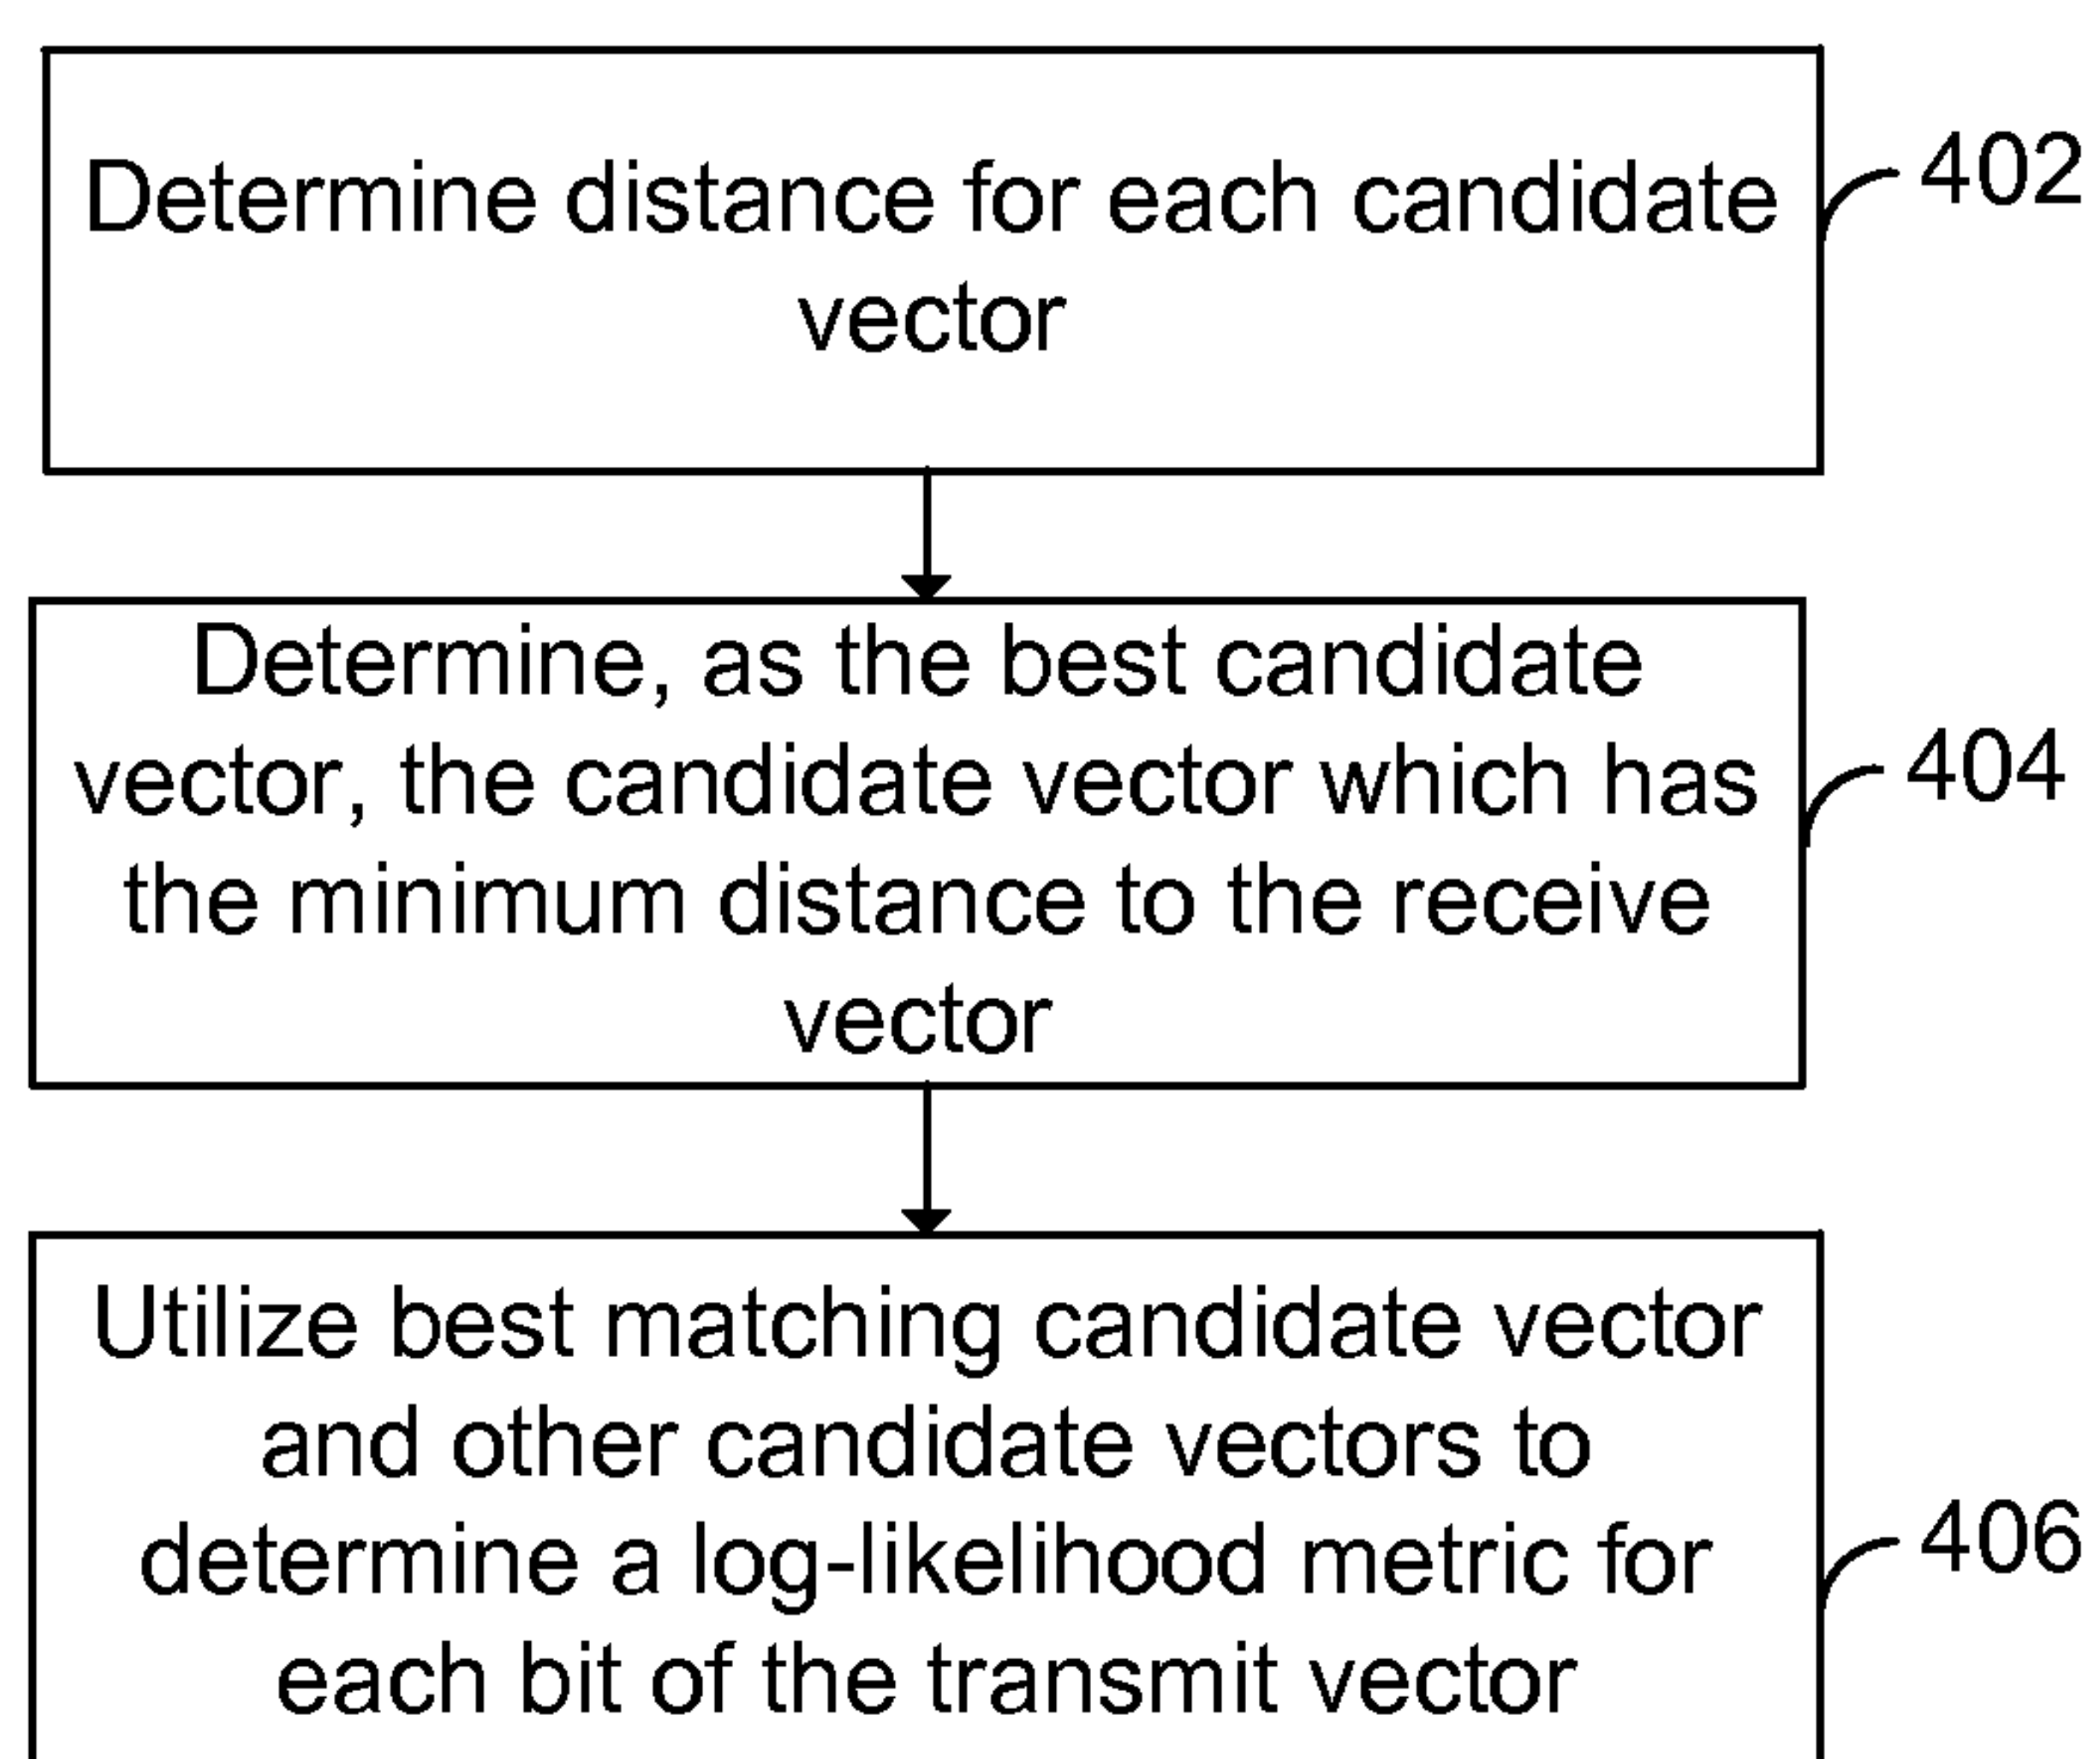 Determine distance for each candidate
vector
402
Determine, as the best candidate
vector, the candidate vector which has
the minimum distance to the receive
vector
404
Utilize best matching candidate vector
and other candidate vectors to
determine a log-likelihood metric for
each bit of the transmit vector
406